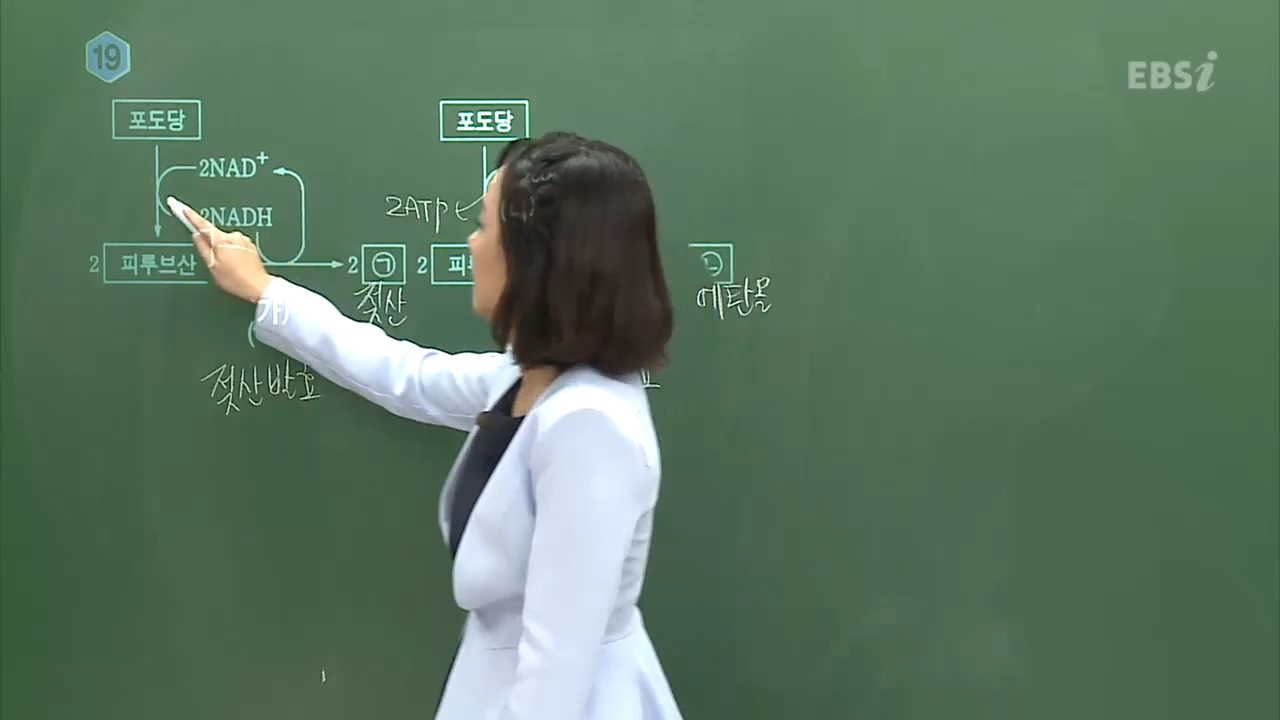 19
EBSi
포도당
포도당
2NAD+
2NADH
2ATP
2 피루브산
2 ㉠
2 피루
㉡
젖산
에탄올
(가)
젖산발효